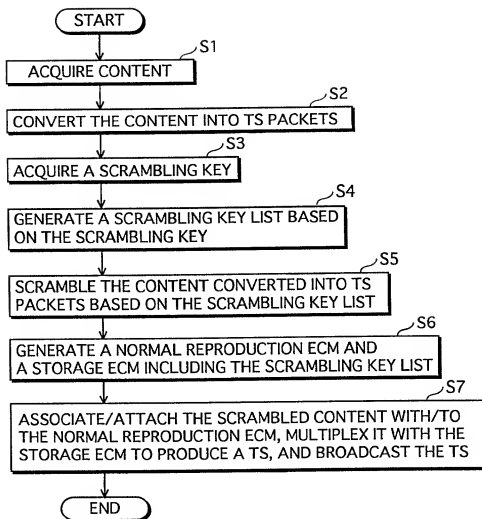 START
S1
ACQUIRE CONTENT
S2
CONVERT THE CONTENT INTO TS PACKETS
S3
ACQUIRE A SCRAMBLING KEY
S4
GENERATE A SCRAMBLING KEY LIST BASED
ON THE SCRAMBLING KEY
S5
SCRAMBLE THE CONTENT CONVERTED INTO TS
PACKETS BASED ON THE SCRAMBLING KEY LIST
S6
GENERATE A NORMAL REPRODUCTION ECM AND
A STORAGE ECM INCLUDING THE SCRAMBLING KEY LIST
S7
ASSOCIATE/ATTACH THE SCRAMBLED CONTENT WITH/TO
THE NORMAL REPRODUCTION ECM, MULTIPLEX IT WITH THE
STORAGE ECM TO PRODUCE A TS, AND BROADCAST THE TS
END